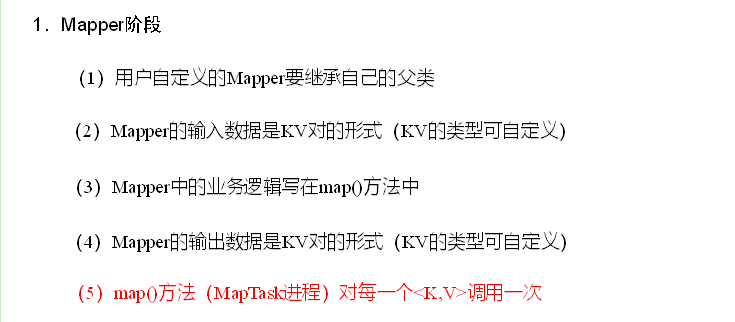 1．Mapper阶段
（1）用户自定义的Mapper要继承自己的父类
（2）Mapper的输入数据是KV对的形式（KV的类型可自定义）
（3）Mapper中的业务逻辑写在map()方法中
（4）Mapper的输出数据是KV对的形式（KV的类型可自定义）
（5）map()方法（MapTask进程）对每一个<K,V>调用一次